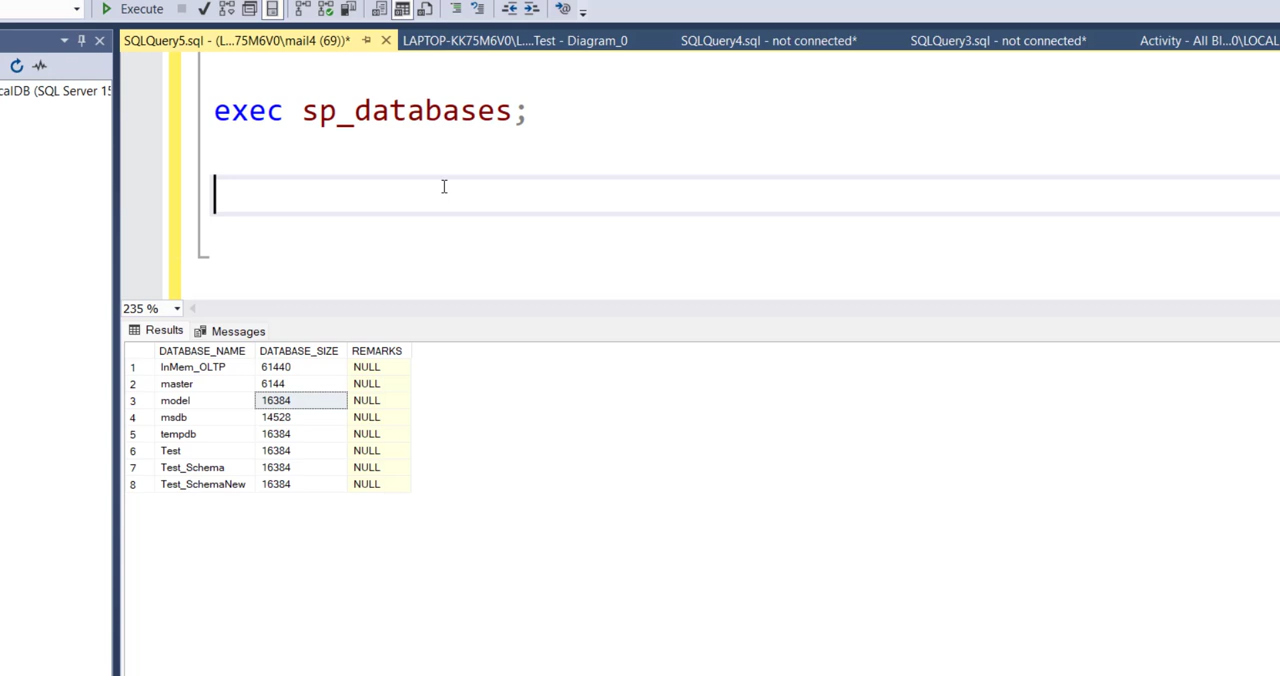 Execute
SQLQuery5.sql - (L...75M6V0\mail4 (69))*
LAPTOP-KK75M6V0\L....Test - Diagram_0
SQLQuery4.sql - not connected*
SQLQuery3.sql - not connected*
Activity - All Bl...0\LOCAL
calDB (SQL Server 15
exec sp_databases;
235 %
Results Messages
DATABASE_NAME DATABASE_SIZE REMARKS
1 InMem_OLTP 61440 NULL
2 master 6144 NULL
3 model 16384 NULL
4 msdb 14528 NULL
5 tempdb 16384 NULL
6 Test 16384 NULL
7 Test_Schema 16384 NULL
8 Test_SchemaNew 16384 NULL